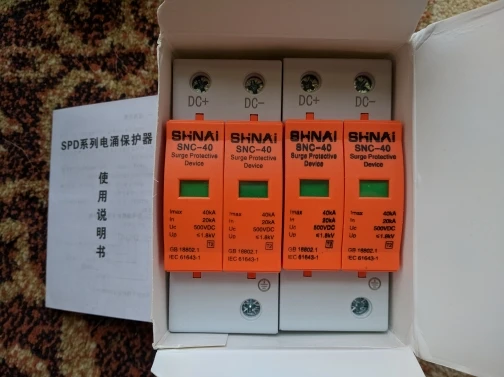 SPD系列电涌保护器
使用说明书
DC+ DC- DC+ DC-
SHNAi SHNAi SHNAi SHNAi
SNC-40 SNC-40 SNC-40 SNC-40
Surge Protective Surge Protective Surge Protective Surge Protective
Device Device Device Device
Imax 40kA Imax 40kA Imax 40kA Imax 40kA
In 20kA In 20kA In 20kA In 20kA
Uc 500VDC Uc 500VDC Uc 500VDC Uc 500VDC
Up ≤1.8kV Up ≤1.8kV Up ≤1.8kV Up ≤1.8kV
T2 T2 T2 T2
GB 18802.1 GB 18802.1 GB 18802.1 GB 18802.1
IEC 61643-1 IEC 61643-1 IEC 61643-1 IEC 61643-1